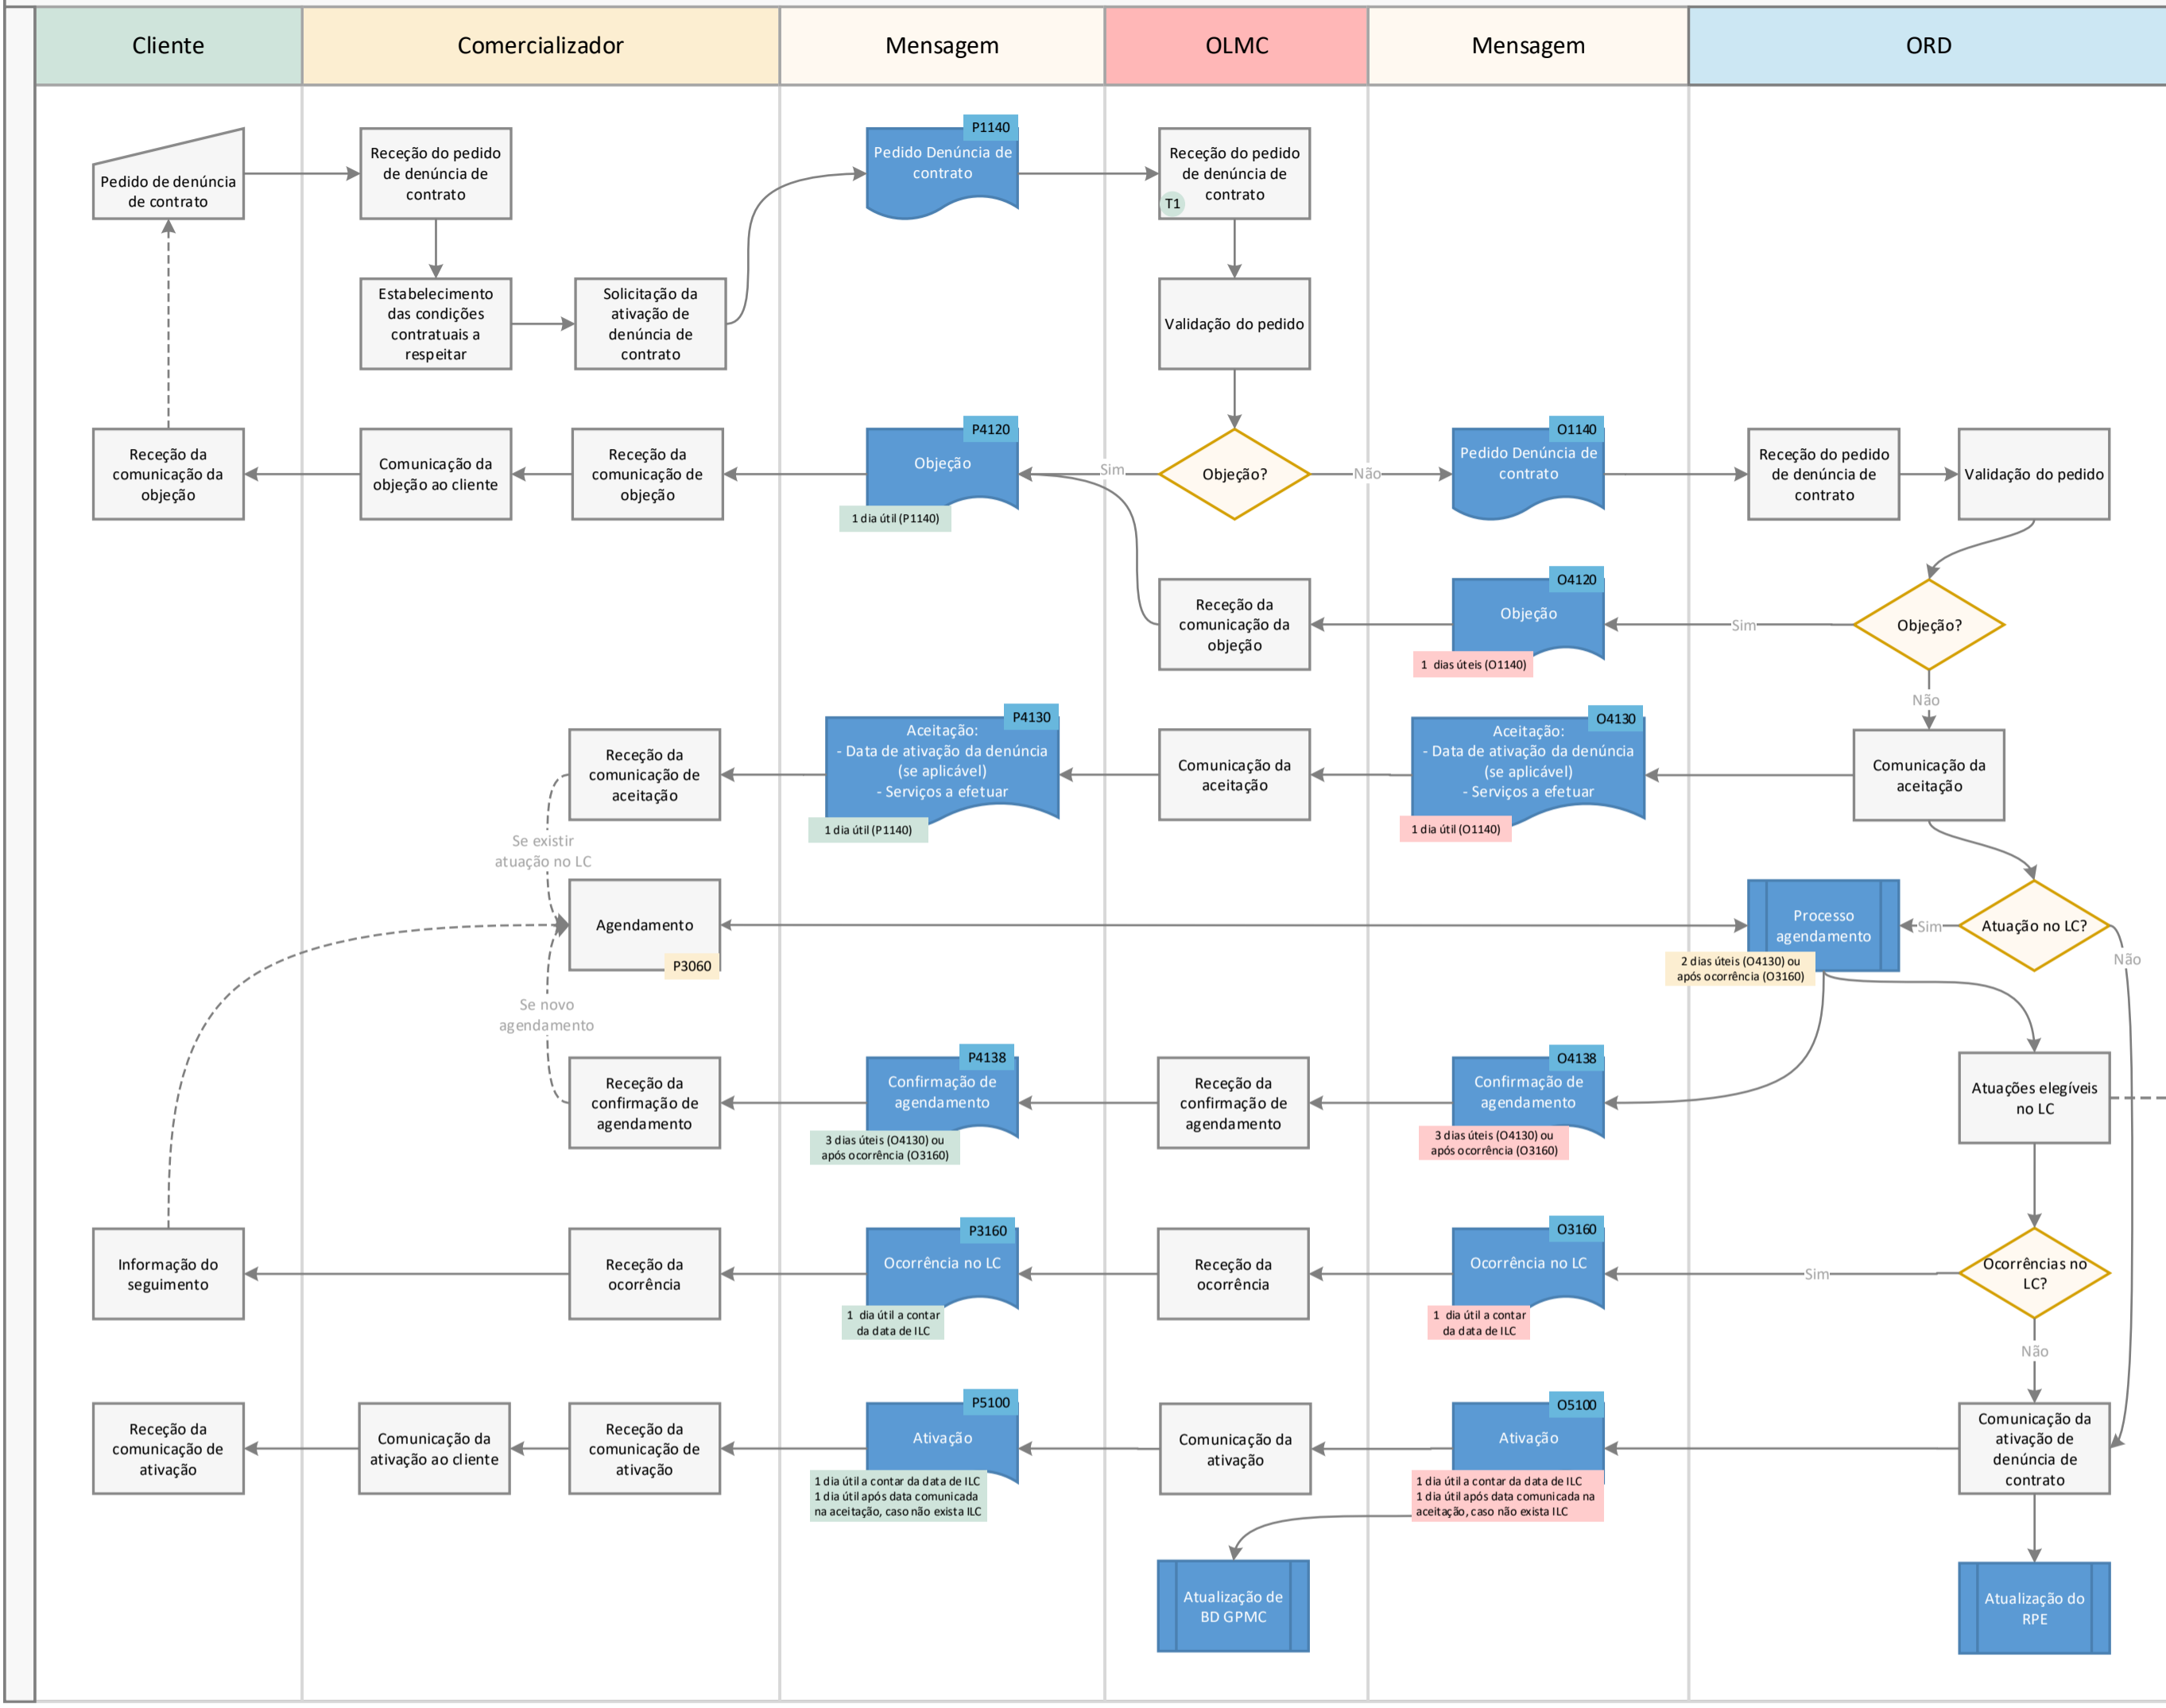 Cliente
Comercializador
Mensagem
OLMC
Mensagem
ORD
Pedido de denúncia
de contrato
Receção do pedido
de denúncia de
contrato
P1140
Pedido Denúncia de
contrato
Receção do pedido
de denúncia de
contrato
T1
Estabelecimento
das condições
contratuais a
respeitar
Solicitação da
ativação de
denúncia de
contrato
Validação do pedido
Receção da
comunicação da
objeção
Comunicação da
objeção ao cliente
Receção da
comunicação de
objeção
P4120
Objeção
1 dia útil (P1140)
Sim
Objeção?
Não
O1140
Pedido Denúncia de
contrato
Receção do pedido
de denúncia de
contrato
Validação do pedido
Receção da
comunicação da
objeção
O4120
Objeção
1 dias úteis (O1140)
Sim
Objeção?
Não
Receção da
comunicação de
aceitação
P4130
Aceitação:
- Data de ativação da denúncia
(se aplicável)
- Serviços a efetuar
1 dia útil (P1140)
Comunicação da
aceitação
O4130
Aceitação:
- Data de ativação da denúncia
(se aplicável)
- Serviços a efetuar
1 dia útil (O1140)
Comunicação da
aceitação
Se existir
atuação no LC
Agendamento
P3060
Processo
agendamento
2 dias úteis (O4130) ou
após ocorrência (O3160)
Sim
Atuação no LC?
Não
Se novo
agendamento
Receção da
confirmação de
agendamento
P4138
Confirmação de
agendamento
3 dias úteis (O4130) ou
após ocorrência (O3160)
Receção da
confirmação de
agendamento
O4138
Confirmação de
agendamento
3 dias úteis (O4130) ou
após ocorrência (O3160)
Atuações elegíveis
no LC
Informação do
seguimento
Receção da
ocorrência
P3160
Ocorrência no LC
1 dia útil a contar
da data de ILC
Receção da
ocorrência
O3160
Ocorrência no LC
1 dia útil a contar
da data de ILC
Sim
Ocorrências no
LC?
Não
Receção da
comunicação de
ativação
Comunicação da
ativação ao cliente
Receção da
comunicação de
ativação
P5100
Ativação
1 dia útil a contar da data de ILC
1 dia útil após data comunicada
na aceitação, caso não exista ILC
Comunicação da
ativação
O5100
Ativação
1 dia útil a contar da data de ILC
1 dia útil após data comunicada na
aceitação, caso não exista ILC
Comunicação da
ativação de
denúncia de
contrato
Atualização de
BD GPMC
Atualização do
RPE